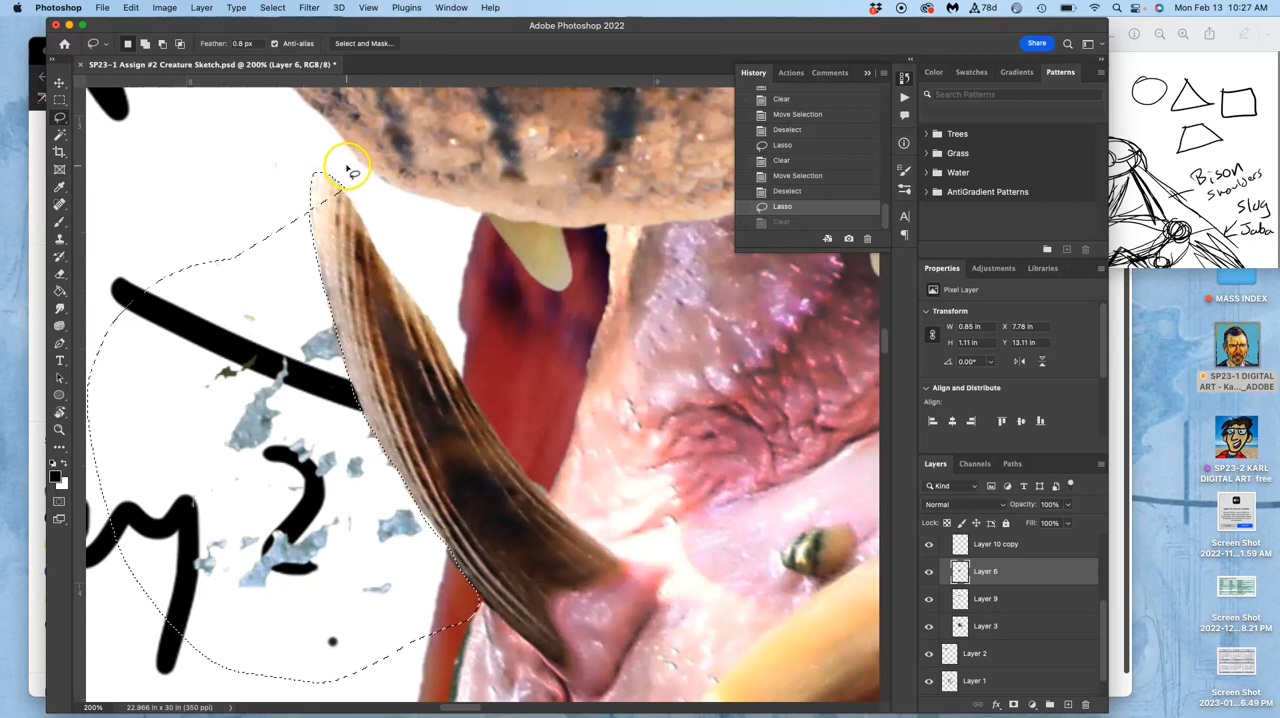 Photoshop File Edit Image Layer Type Select Filter 3D View Plugins Window Help
78d Mon Feb 13 10:27 AM
Adobe Photoshop 2022
Feather: 0.8 px Anti-alias Select and Mask...
Share
SP23-1 Assign #2 Creature Sketch.psd @ 200% (Layer 6, RGB/8) *
8 9
History Actions Comments
Clear
Move Selection
Deselect
Lasso
Clear
Move Selection
Deselect
Lasso
Clear
Color Swatches Gradients Patterns
Search Patterns
Trees
Grass
Water
AntiGradient Patterns
Bison
shoulders
slug
Jaba
Properties Adjustments Libraries
Pixel Layer
Transform
W 0.85 in X 7.78 in
H 1.11 in Y 13.11 in
0.00°
Align and Distribute
Align:
Layers Channels Paths
Kind
Normal Opacity: 100%
Lock: Fill: 100%
Layer 10 copy
Layer 6
Layer 9
Layer 3
Layer 2
Layer 1
MASS INDEX
SP23-1 DIGITAL
ART - Ka..._ADOBE
SP23-2 KARL
DIGITAL ART_free
Screen Shot
2022-11...1.59 AM
Screen Shot
2022-12...8.21 PM
Screen Shot
2023-01...6.49 PM
200% 22.966 in x 30 in (350 ppi)